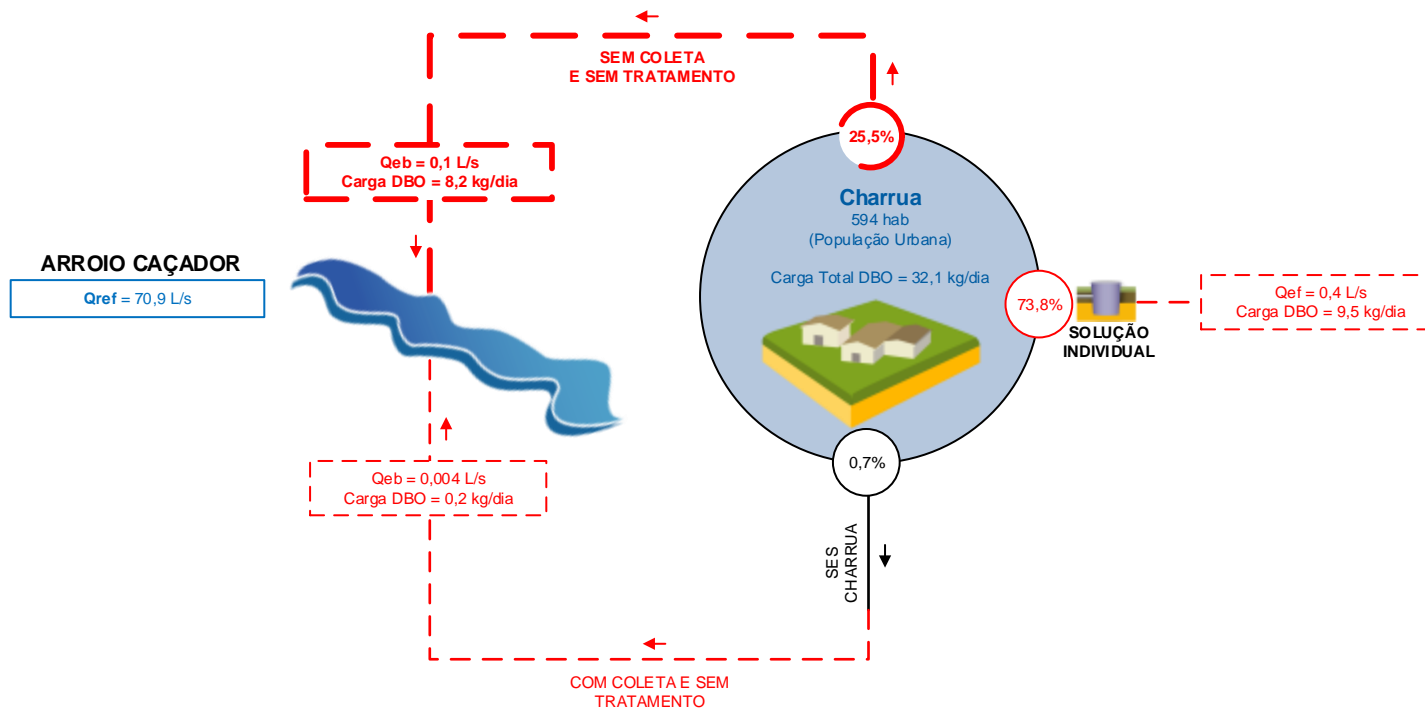 SEM COLETA
E SEM TRATAMENTO
25,5%
Qeb = 0,1 L/s
Carga DBO = 8,2 kg/dia
Charrua
594 hab
(População Urbana)
Carga Total DBO = 32,1 kg/dia
ARROIO CAÇADOR
Qref = 70,9 L/s
73,8%
SOLUÇÃO
INDIVIDUAL
Qef = 0,4 L/s
Carga DBO = 9,5 kg/dia
0,7%
Qeb = 0,004 L/s
Carga DBO = 0,2 kg/dia
SES
CHARRUA
COM COLETA E SEM
TRATAMENTO